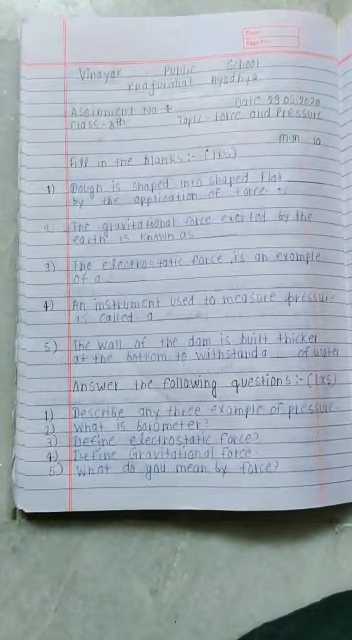 Date:
Page No.:
Vinayak Public School
Khajurahat Ayodhya
Assignment No 4 Date 29.05.2020
Class - 8th Topic - Force and Pressure
M.M. 10
Fill in the blanks :- (1x5)
1) Dough is shaped into shaped flat
by the application of force.
2. The gravitational force exerted by the
earth is known as
3) The electrostatic force is an example
of a
4) An instrument used to measure pressure
is called a
5) The wall of the dam is built thicker
at the bottom to withstand a of water
Answer the following questions :- (1x5)
1) Describe any three example of pressure.
2) What is barometer?
3) Define electrostatic force?
4) Define Gravitational force.
5) What do you mean by force?